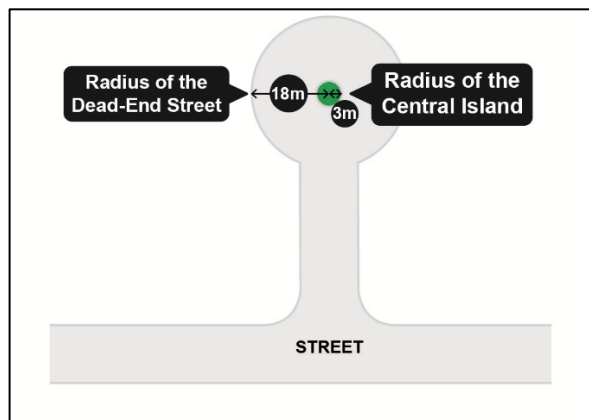 Radius of the
Dead-End Street
18m
3m
Radius of the
Central Island
STREET